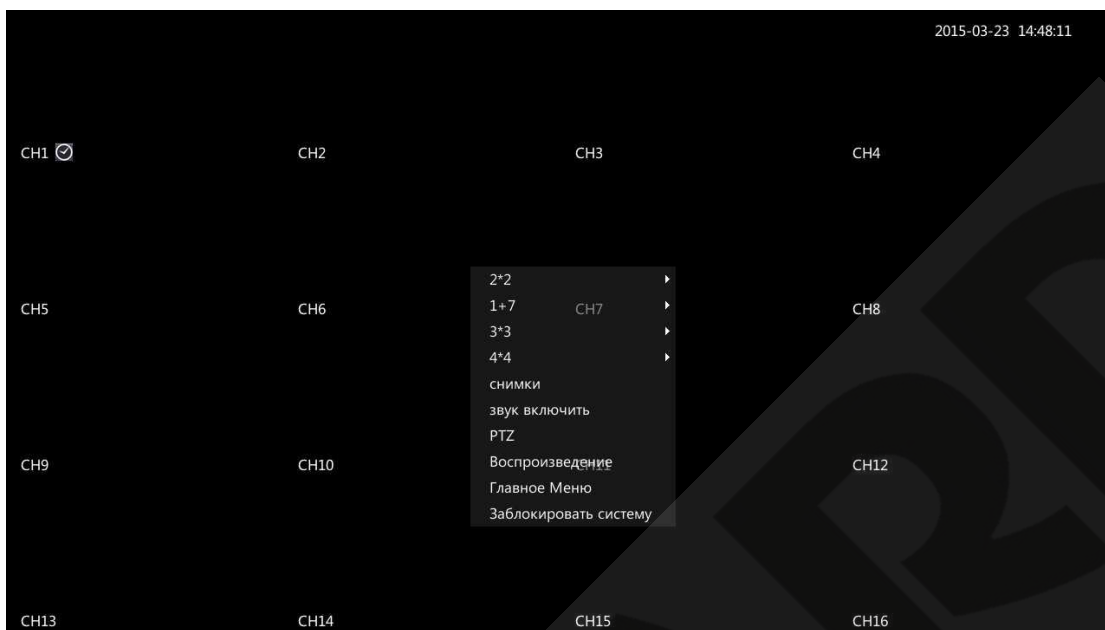 2015-03-23 14:48:11
CH1 CH2 CH3 CH4
2*2
1+7
CH5 CH6 CH7 CH8
3*3
4*4
снимки
звук включить
PTZ
Воспроизведение
CH9 CH10 CH11 CH12
Главное Меню
Заблокировать систему
CH13 CH14 CH15 CH16